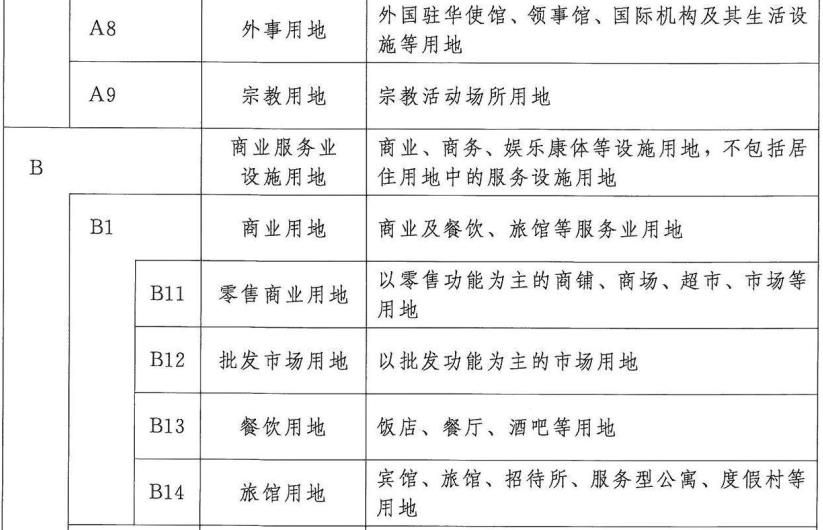 A8 外事用地 外国驻华使馆、领事馆、国际机构及其生活设
施等用地
A9 宗教用地 宗教活动场所用地
B 商业服务业
设施用地 商业、商务、娱乐康体等设施用地，不包括居
住用地中的服务设施用地
B1 商业用地 商业及餐饮、旅馆等服务业用地
B11 零售商业用地 以零售功能为主的商铺、商场、超市、市场等
用地
B12 批发市场用地 以批发功能为主的市场用地
B13 餐饮用地 饭店、餐厅、酒吧等用地
B14 旅馆用地 宾馆、旅馆、招待所、服务型公寓、度假村等
用地